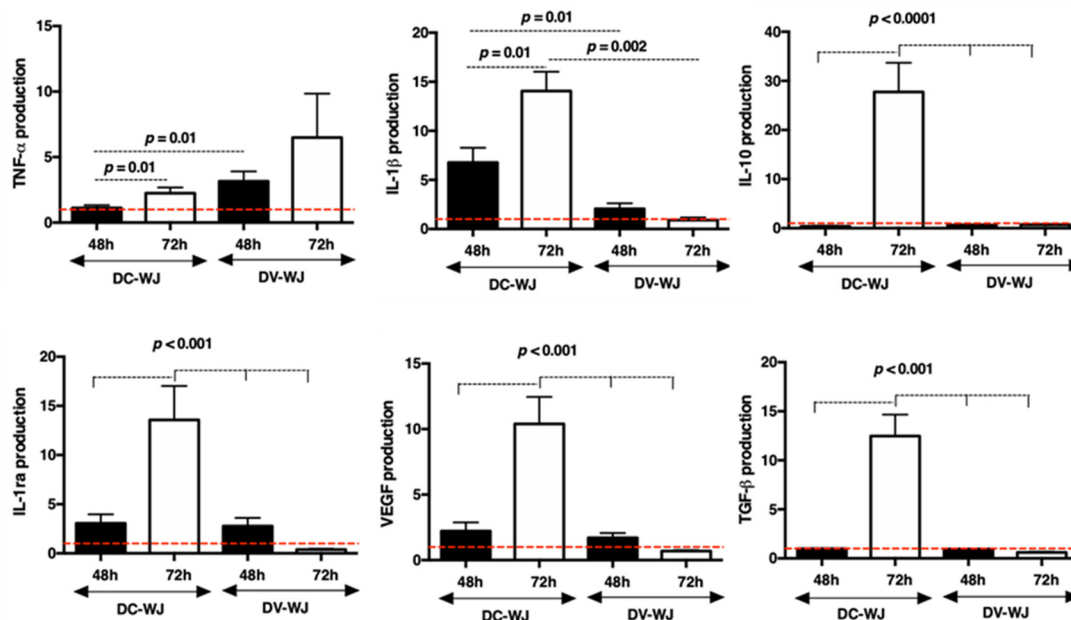 TNF-α production
15
10
5
0
p = 0.01
p = 0.01
48h 72h 48h 72h
DC-WJ DV-WJ
IL-1β production
20
15
10
5
0
p = 0.01
p = 0.01 p = 0.002
48h 72h 48h 72h
DC-WJ DV-WJ
IL-10 production
40
30
20
10
0
p < 0.0001
48h 72h 48h 72h
DC-WJ DV-WJ
IL-1ra production
20
15
10
5
0
p < 0.001
48h 72h 48h 72h
DC-WJ DV-WJ
VEGF production
15
10
5
0
p < 0.001
48h 72h 48h 72h
DC-WJ DV-WJ
TGF-β production
20
15
10
5
0
p < 0.001
48h 72h 48h 72h
DC-WJ DV-WJ